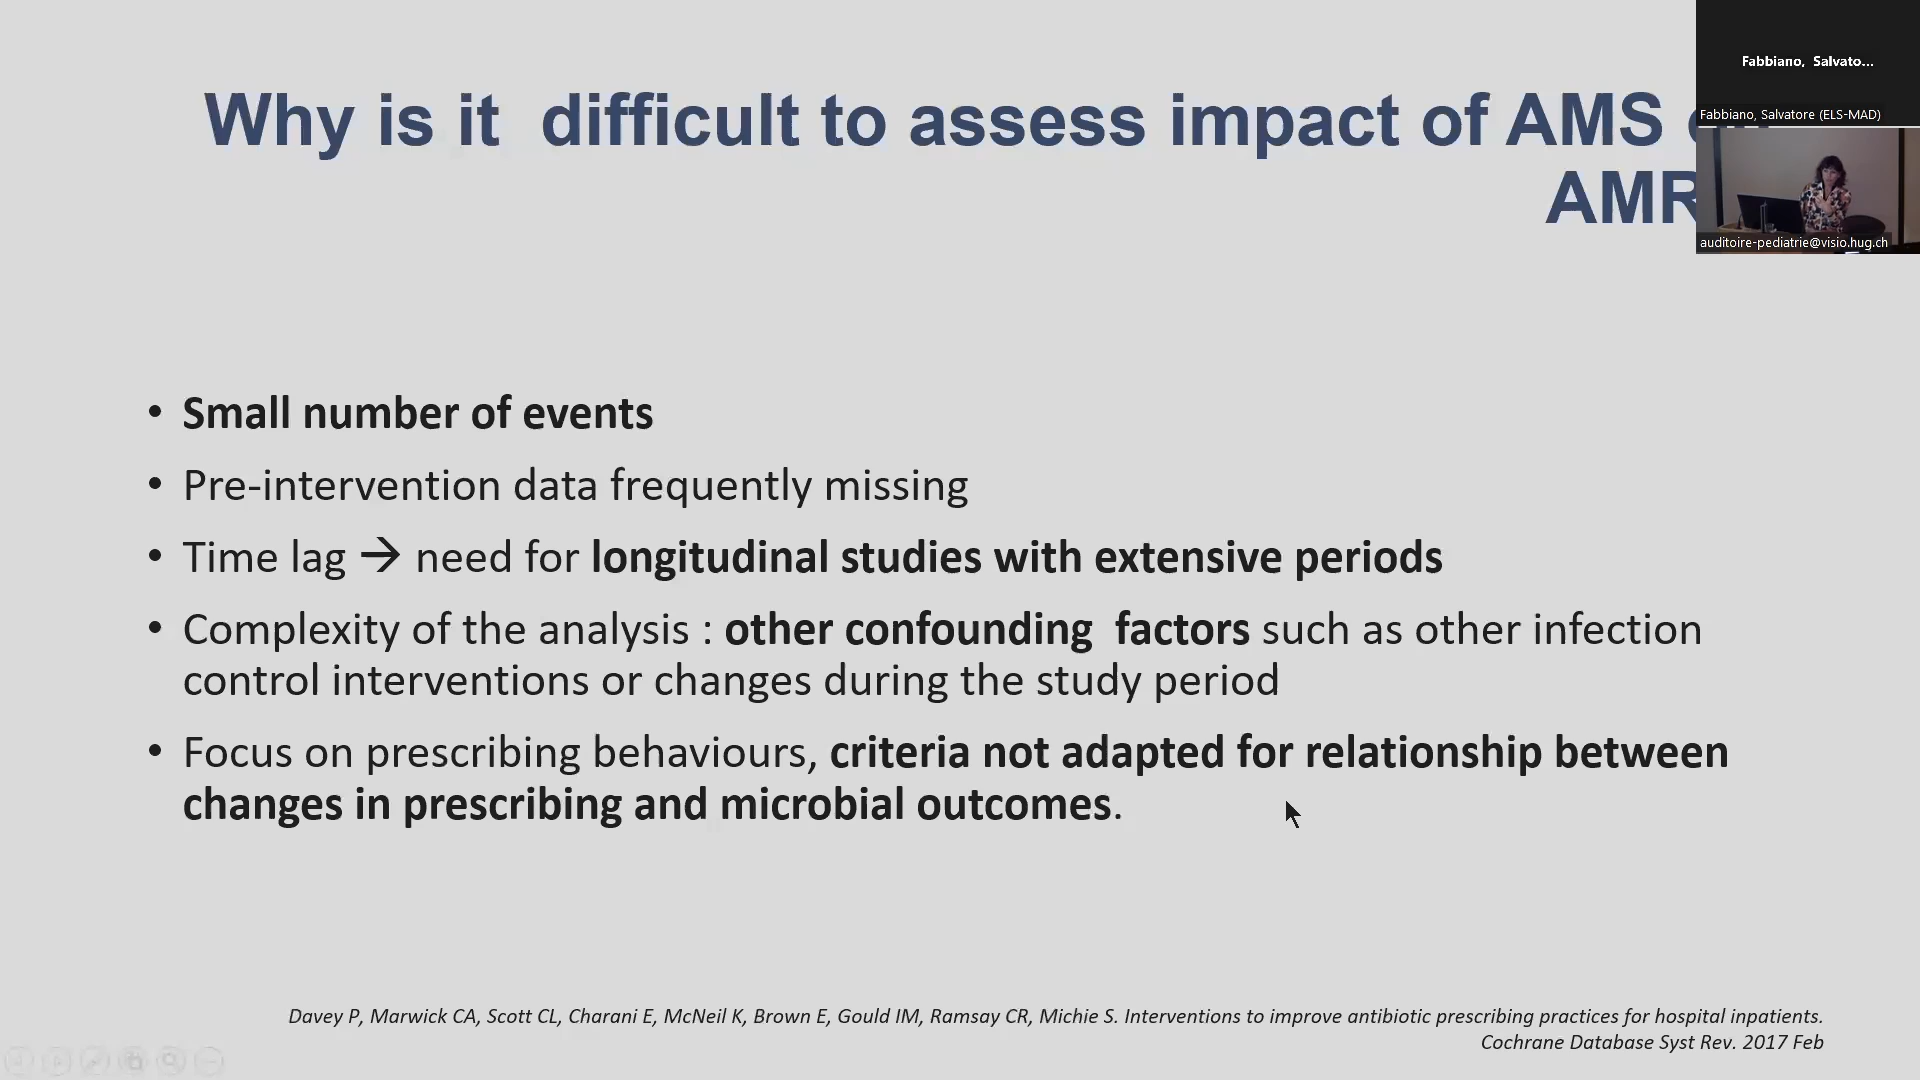 Why is it difficult to assess impact of AMS
AMR
Fabbiano, Salvato...
Fabbiano, Salvatore (ELS-MAD)
auditoire-pediatrie@visio.hug.ch
• Small number of events
• Pre-intervention data frequently missing
• Time lag → need for longitudinal studies with extensive periods
• Complexity of the analysis : other confounding factors such as other infection
control interventions or changes during the study period
• Focus on prescribing behaviours, criteria not adapted for relationship between
changes in prescribing and microbial outcomes.
Davey P, Marwick CA, Scott CL, Charani E, McNeil K, Brown E, Gould IM, Ramsay CR, Michie S. Interventions to improve antibiotic prescribing practices for hospital inpatients.
Cochrane Database Syst Rev. 2017 Feb